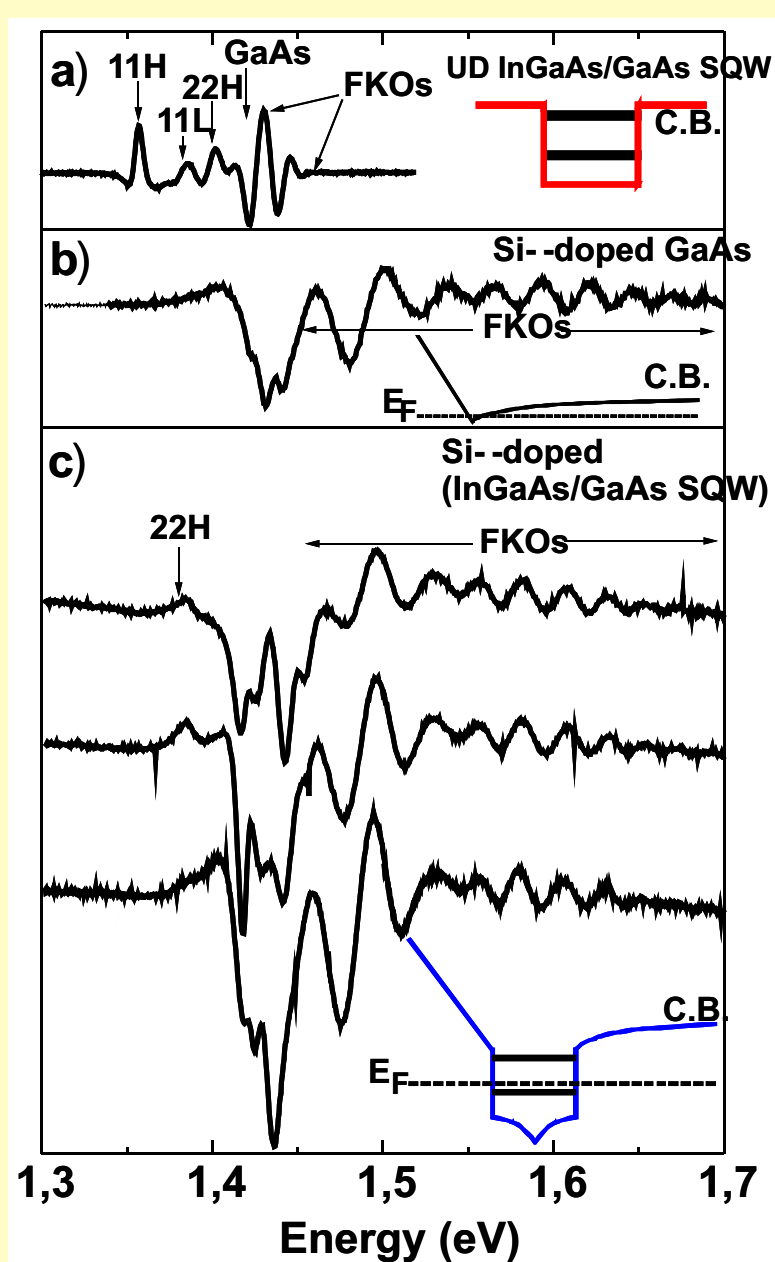 a)
11H
11L
22H
GaAs
FKOs
UD InGaAs/GaAs SQW
C.B.
b)
Si- -doped GaAs
FKOs
C.B.
EF
c)
Si- -doped
(InGaAs/GaAs SQW)
22H
FKOs
C.B.
EF
1,3 1,4 1,5 1,6 1,7
Energy (eV)